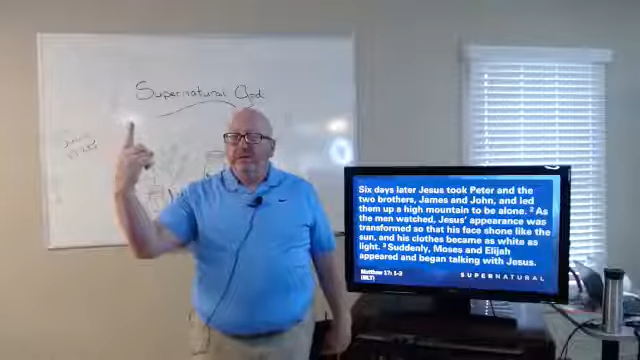 Supernatural God
Six days later Jesus took Peter and the
two brothers, James and John, and led
them up a high mountain to be alone. ² As
the men watched, Jesus’ appearance was
transformed so that his face shone like the
sun, and his clothes became as white as
light. ³ Suddenly, Moses and Elijah
appeared and began talking with Jesus.
Matthew 17: 1-3
(NLT)
SUPERNATURAL